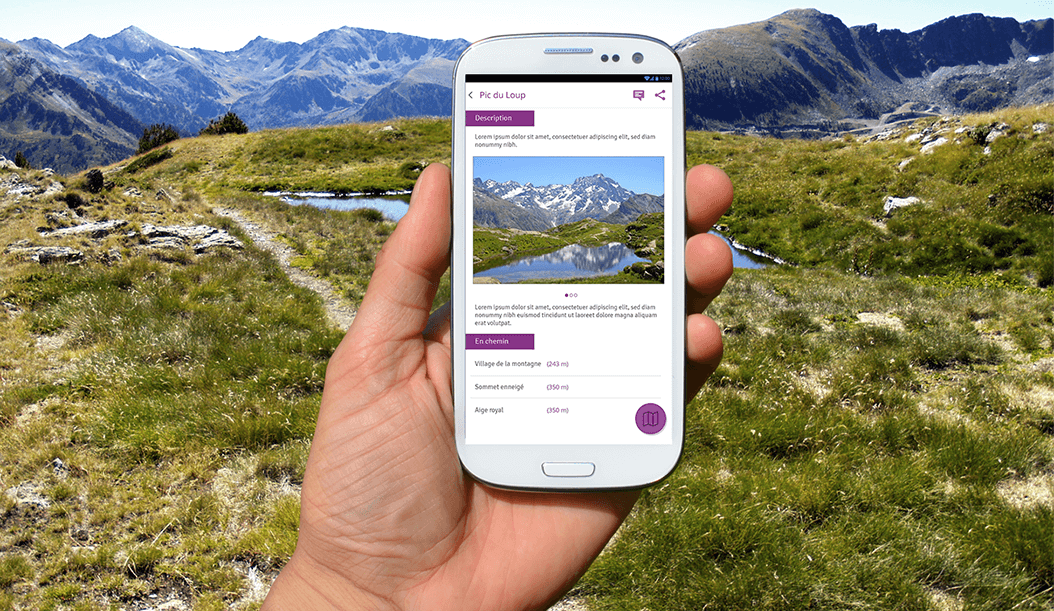 12:00
Pic du Loup
Description
Lorem ipsum dolor sit amet, consectetuer adipiscing elit, sed diam
nonummy nibh.
Lorem ipsum dolor sit amet, consectetuer adipiscing elit, sed diam
nonummy nibh euismod tincidunt ut laoreet dolore magna aliquam
erat volutpat.
En chemin
Village de la montagne (243 m)
Sommet enneigé (350 m)
Aige royal (350 m)